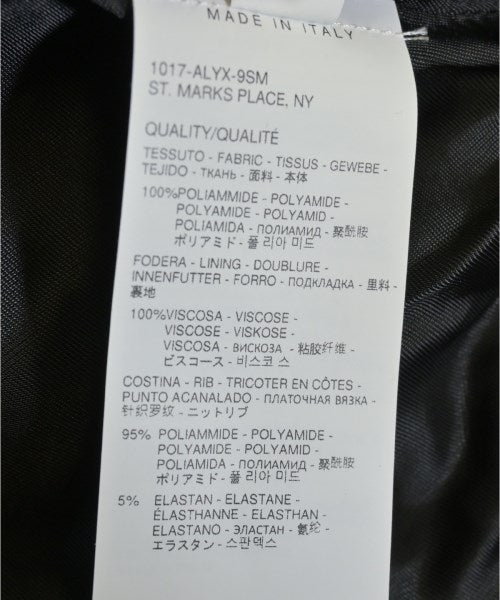 MADE IN ITALY
1017-ALYX-9SM
ST. MARKS PLACE, NY
QUALITY/QUALITÉ
TESSUTO - FABRIC - TISSUS - GEWEBE -
TEJIDO - ТКАНЬ - 面料 - 本体
100%POLIAMMIDE - POLYAMIDE -
POLYAMIDE - POLYAMID -
POLIAMIDA - ПОЛИАМИД - 聚酰胺
ポリアミド - 폴 리아 미드
FODERA - LINING - DOUBLURE -
INNENFUTTER - FORRO - ПОДКЛАДКА - 里料 -
裏地
100%VISCOSA - VISCOSE -
VISCOSE - VISKOSE -
VISCOSA - ВИСКОЗА - 粘胶纤维 -
ビスコース - 비스코 스
COSTINA - RIB - TRICOTER EN CÔTES -
PUNTO ACANALADO - ПЛАТОЧНАЯ ВЯЗКА -
针织罗纹 - ニットリブ
95% POLIAMMIDE - POLYAMIDE -
POLYAMIDE - POLYAMID -
POLIAMIDA - ПОЛИАМИД - 聚酰胺
ポリアミド - 폴 리아 미드
5% ELASTAN - ELASTANE -
ÉLASTHANNE - ELASTHAN -
ELASTANO - ЭЛАСТАН - 氨纶 -
エラスタン - 스판덱스